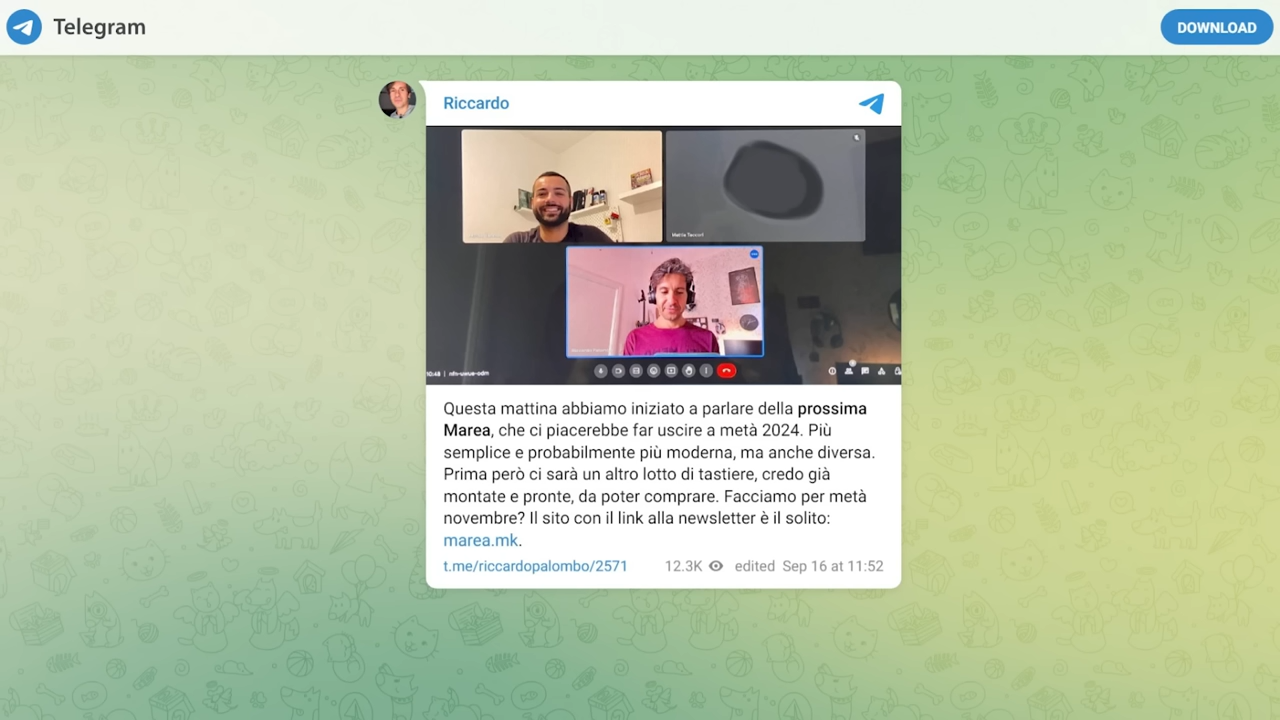 Telegram
DOWNLOAD
Riccardo
Questa mattina abbiamo iniziato a parlare della prossima
Marea, che ci piacerebbe far uscire a metà 2024. Più
semplice e probabilmente più moderna, ma anche diversa.
Prima però ci sarà un altro lotto di tastiere, credo già
montate e pronte, da poter comprare. Facciamo per metà
novembre? Il sito con il link alla newsletter è il solito:
marea.mk.
t.me/riccardopalombo/2571 12.3K edited Sep 16 at 11:52